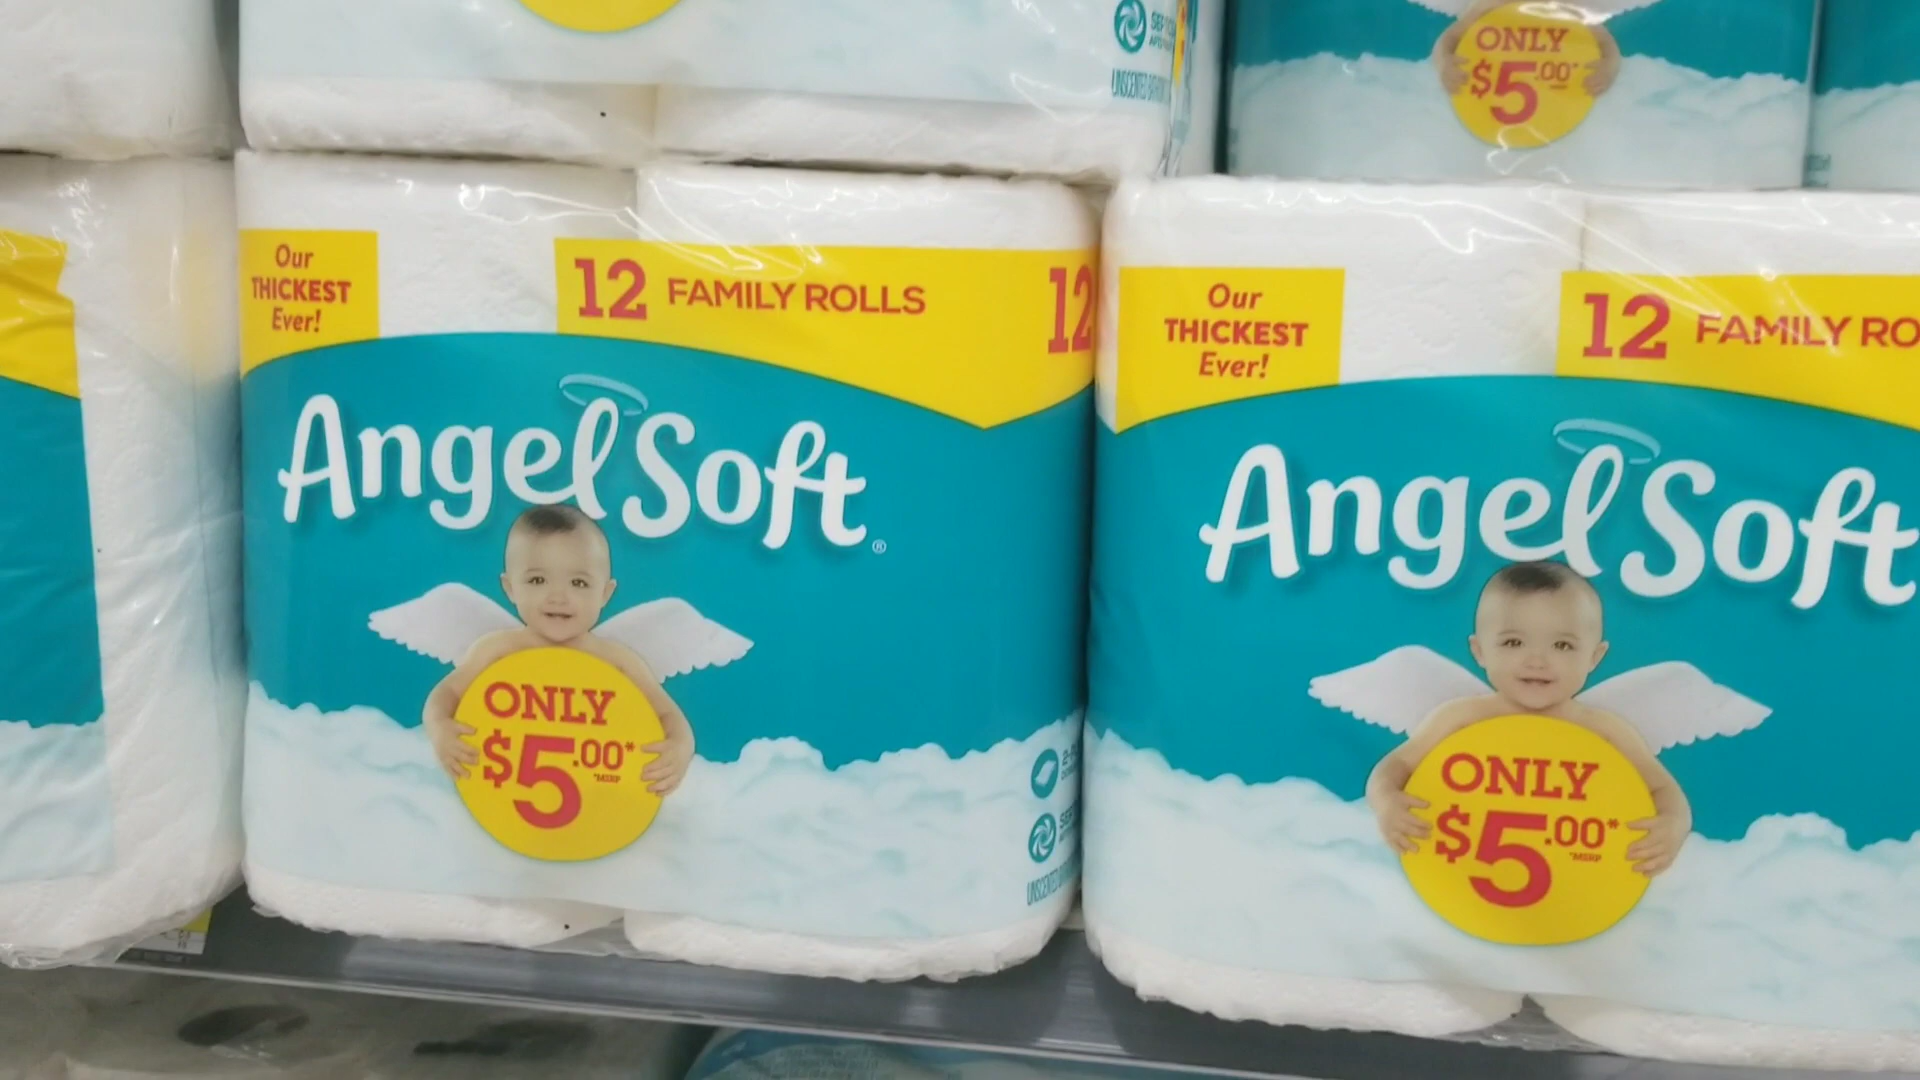 ONLY
$5.00*
UNSCENTED
Our
THICKEST
Ever!
12 FAMILY ROLLS
12
Angel Soft®
ONLY
$5.00*
*MSRP
Our
THICKEST
Ever!
12 FAMILY RO
Angel Soft
ONLY
$5.00*
*MSRP